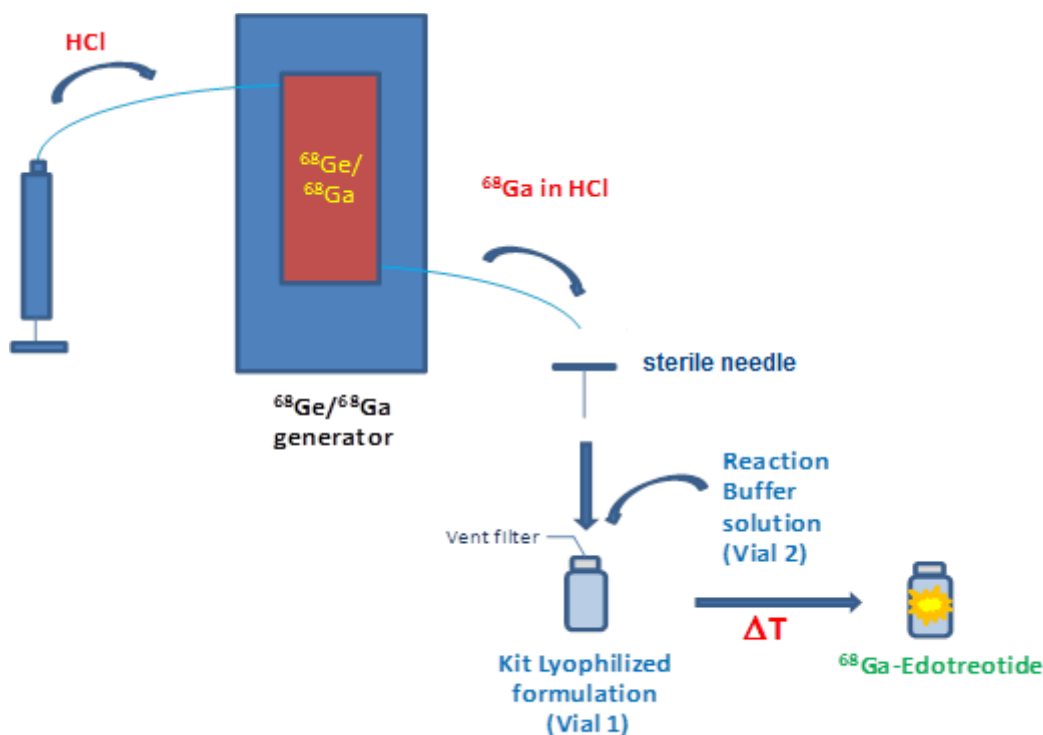 HCl
⁶⁸Ge/
⁶⁸Ga
⁶⁸Ga in HCl
sterile needle
⁶⁸Ge/⁶⁸Ga
generator
Reaction
Buffer
solution
(Vial 2)
Vent filter
ΔT
Kit Lyophilized
formulation
(Vial 1)
⁶⁸Ga-Edotreotide